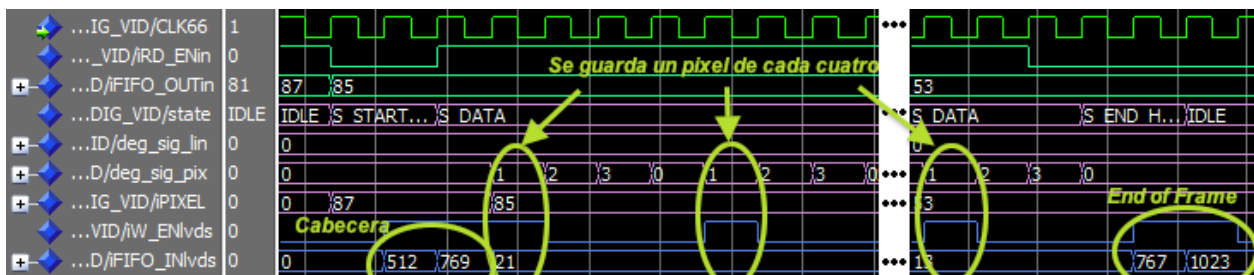 ...IG_VID/CLK66 1
..._VID/iRD_ENin 0
Se guarda un pixel de cada cuatro
...D/iFIFO_OUTin 81 87 85 53
...DIG_VID/state IDLE IDLE S START... S DATA S DATA S END H... IDLE
...ID/deg_sig_lin 0 0 0
...D/deg_sig_pix 0 0 1 2 3 0 1 2 3 0 1 2 3 0
...IG_VID/iPIXEL 0 0 87 85 53 End of Frame
...VID/iW_ENlvds 0 Cabecera
...D/iFIFO_INlvds 0 0 512 769 21 13 767 1023